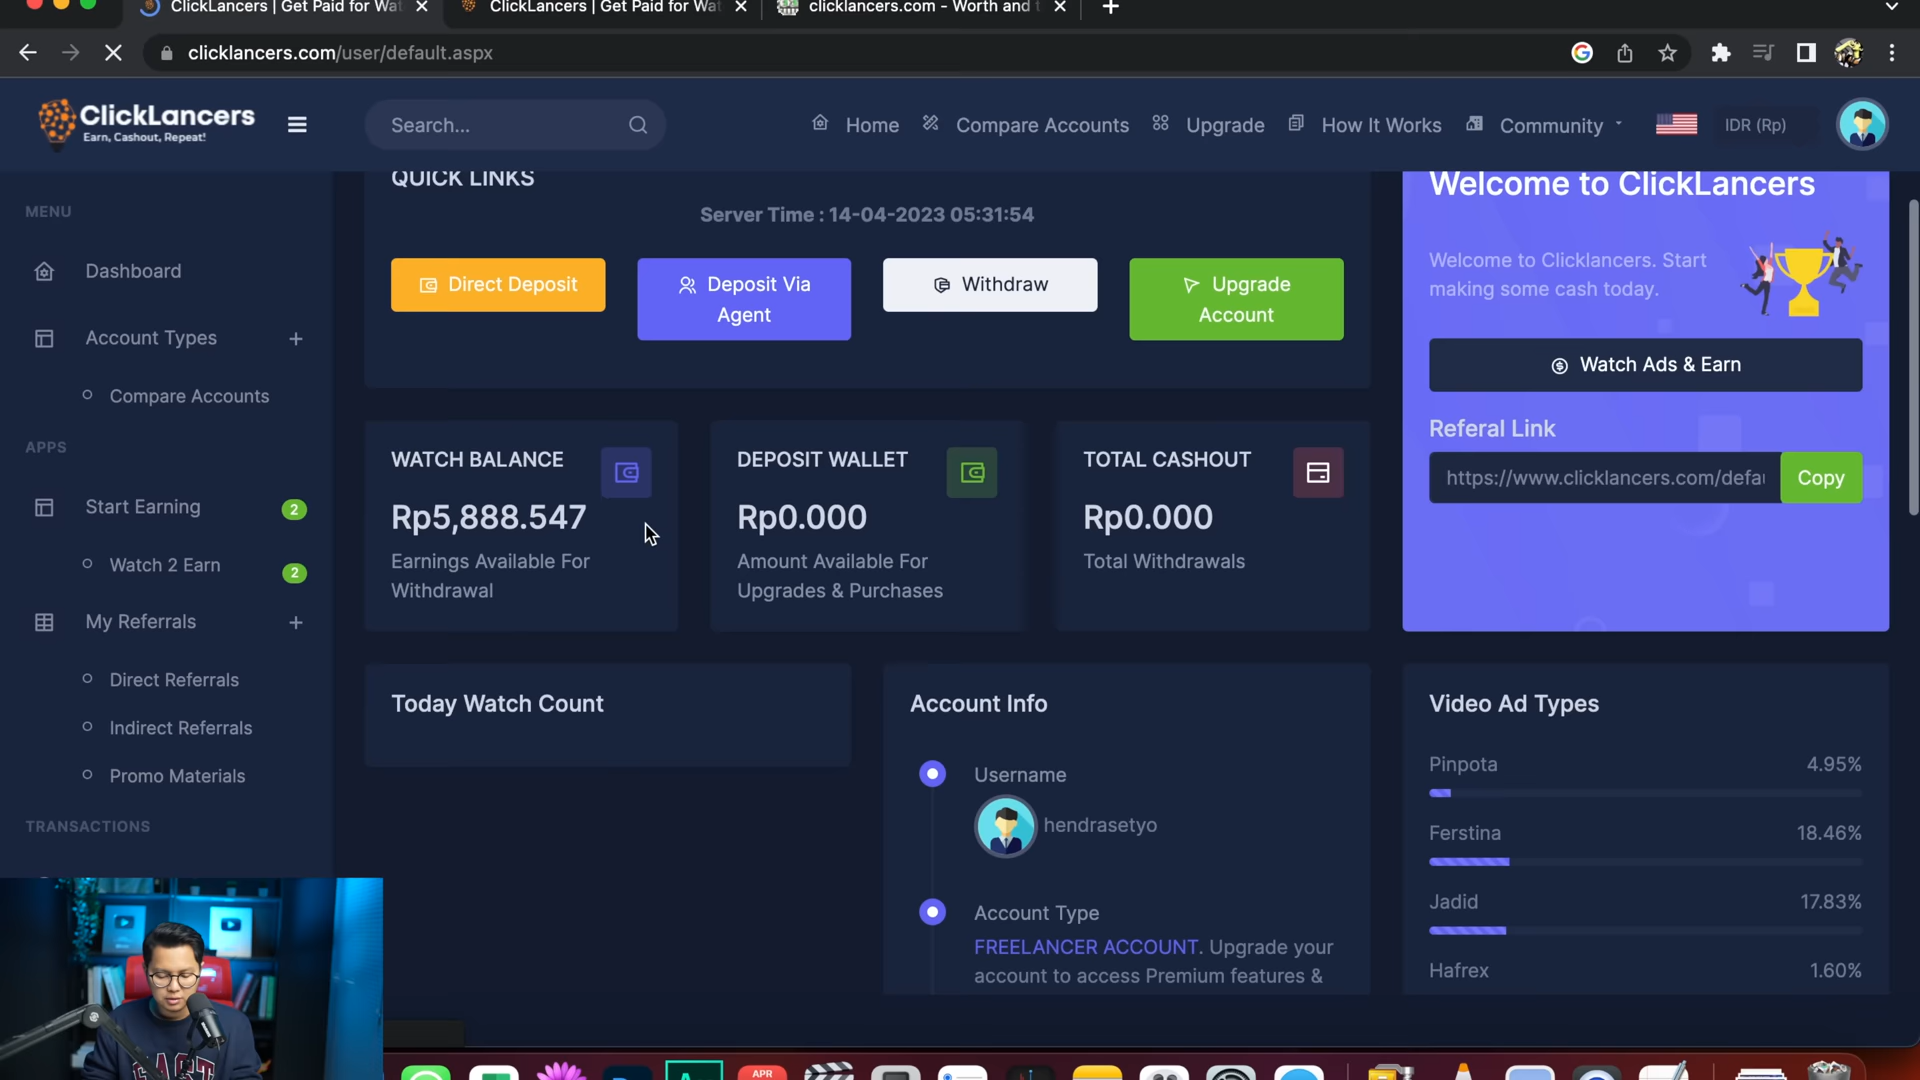 ClickLancers | Get Paid for Wat
ClickLancers | Get Paid for Wat
clicklancers.com - Worth and t
clicklancers.com/user/default.aspx
ClickLancers
Earn, Cashout, Repeat!
Search...
Home
Compare Accounts
Upgrade
How It Works
Community
IDR (Rp)
MENU
Dashboard
Account Types
Compare Accounts
APPS
Start Earning
2
Watch 2 Earn
2
My Referrals
Direct Referrals
Indirect Referrals
Promo Materials
TRANSACTIONS
QUICK LINKS
Server Time : 14-04-2023 05:31:54
Direct Deposit
Deposit Via
Agent
Withdraw
Upgrade
Account
WATCH BALANCE
Rp5,888.547
Earnings Available For
Withdrawal
DEPOSIT WALLET
Rp0.000
Amount Available For
Upgrades & Purchases
TOTAL CASHOUT
Rp0.000
Total Withdrawals
Welcome to ClickLancers
Welcome to Clicklancers. Start
making some cash today.
Watch Ads & Earn
Referal Link
https://www.clicklancers.com/defau
Copy
Today Watch Count
Account Info
Username
hendrasetyo
Account Type
FREELANCER ACCOUNT. Upgrade your
account to access Premium features &
Video Ad Types
Pinpota 4.95%
Ferstina 18.46%
Jadid 17.83%
Hafrex 1.60%
APR